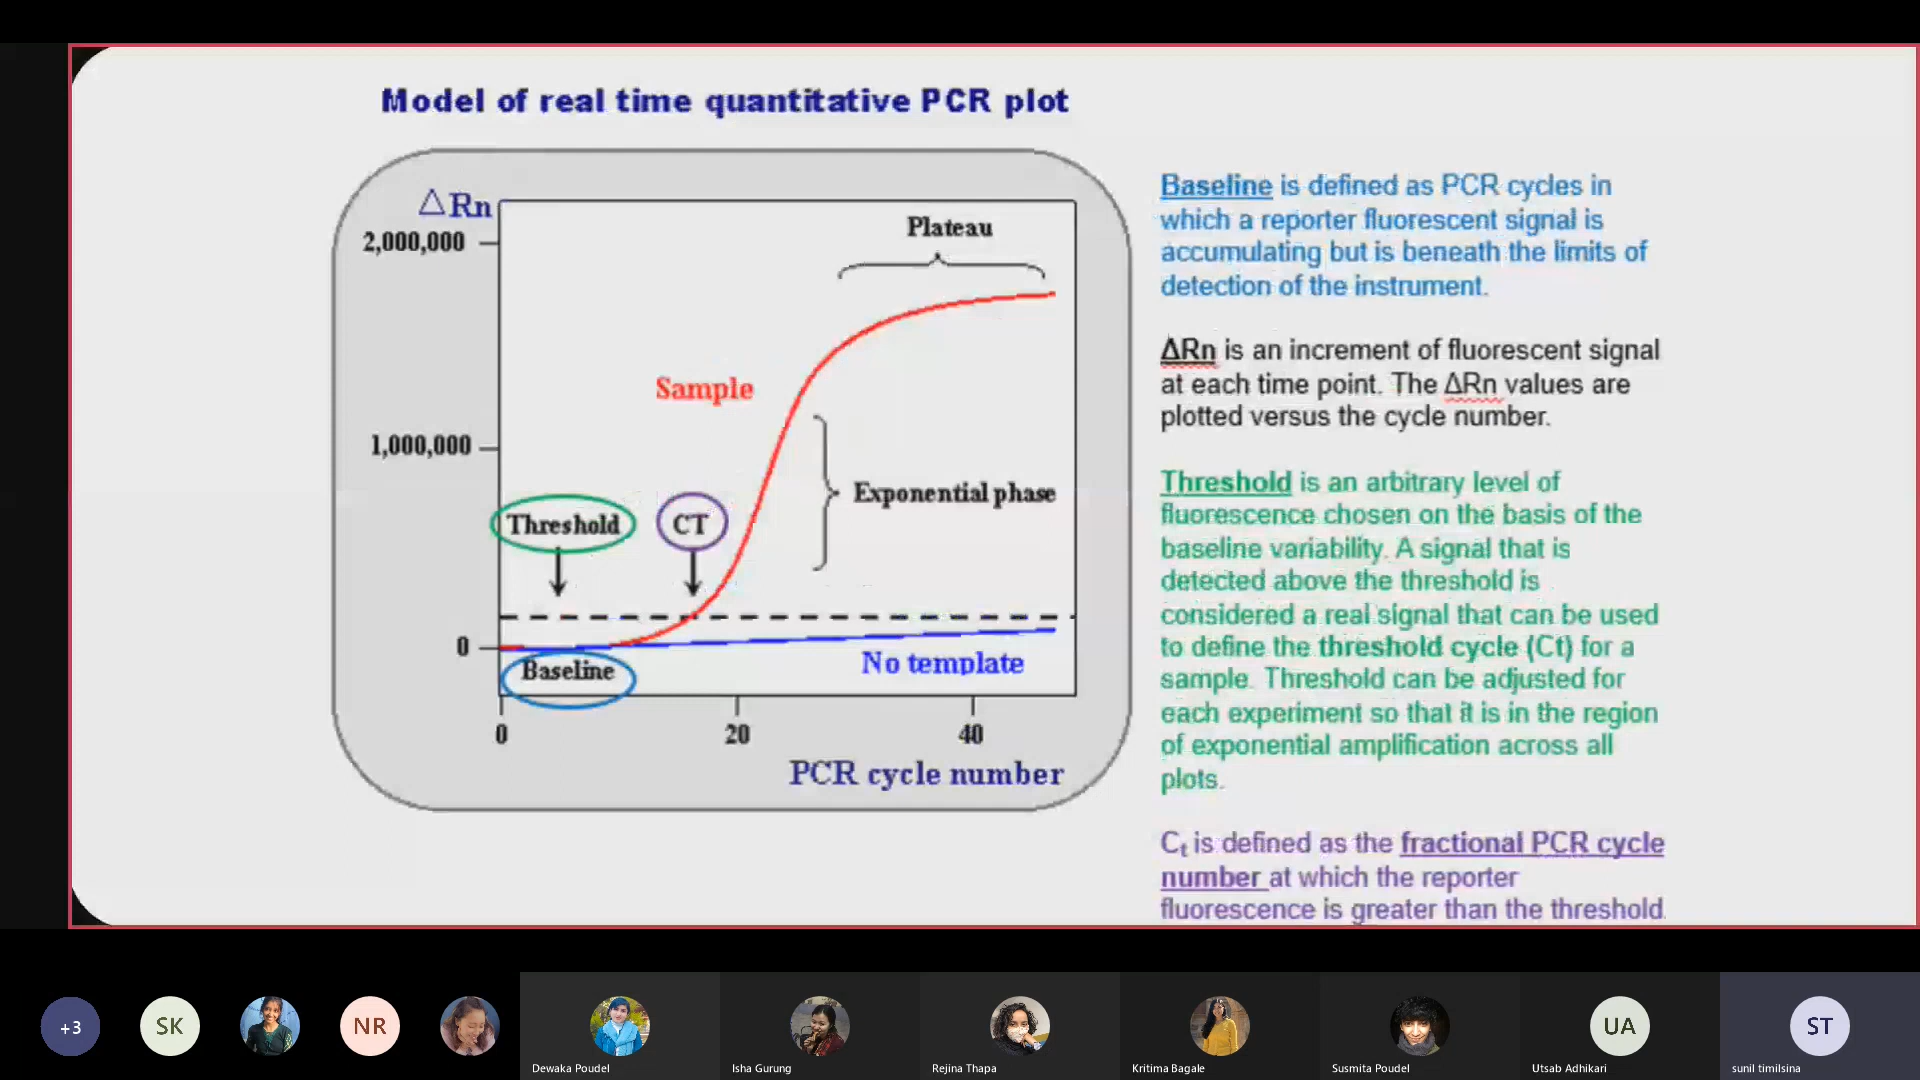 Model of real time quantitative PCR plot
△Rn
2,000,000
1,000,000
0
Plateau
Sample
Exponential phase
Threshold
CT
No template
Baseline
0
20
40
PCR cycle number
Baseline is defined as PCR cycles in
which a reporter fluorescent signal is
accumulating but is beneath the limits of
detection of the instrument.
ΔRn is an increment of fluorescent signal
at each time point. The ΔRn values are
plotted versus the cycle number.
Threshold is an arbitrary level of
fluorescence chosen on the basis of the
baseline variability. A signal that is
detected above the threshold is
considered a real signal that can be used
to define the threshold cycle (Ct) for a
sample. Threshold can be adjusted for
each experiment so that it is in the region
of exponential amplification across all
plots.
Ct is defined as the fractional PCR cycle
number at which the reporter
fluorescence is greater than the threshold.
+3
SK
NR
UA
ST
Dewaka Poudel
Isha Gurung
Rejina Thapa
Kritima Bagale
Susmita Poudel
Utsab Adhikari
sunil timilsina